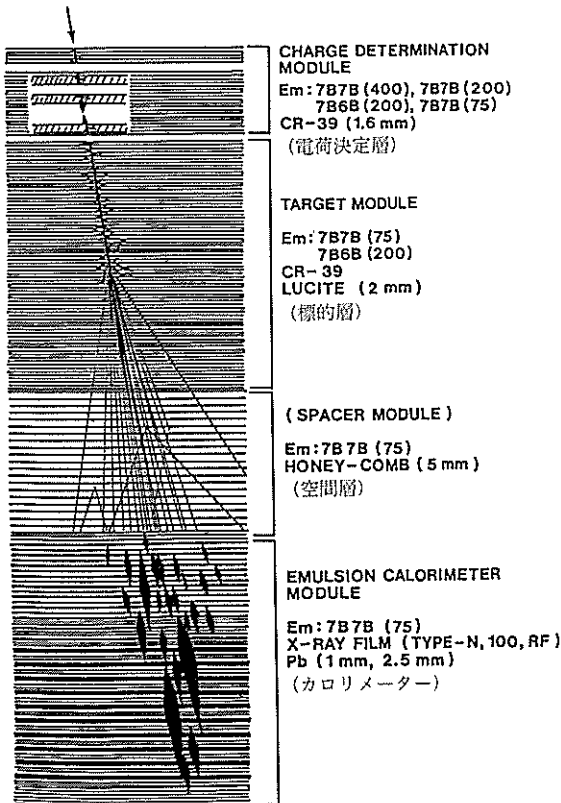 CHARGE DETERMINATION
MODULE
Em: 7B7B (400), 7B7B (200)
7B6B (200), 7B7B (75)
CR-39 (1.6 mm)
(電荷決定層)
TARGET MODULE
Em: 7B7B (75)
7B6B (200)
CR-39
LUCITE (2 mm)
(標的層)
( SPACER MODULE )
Em: 7B7B (75)
HONEY-COMB (5 mm)
(空間層)
EMULSION CALORIMETER
MODULE
Em: 7B7B (75)
X-RAY FILM (TYPE-N, 100, RF)
Pb (1 mm, 2.5 mm)
(カロリメーター)